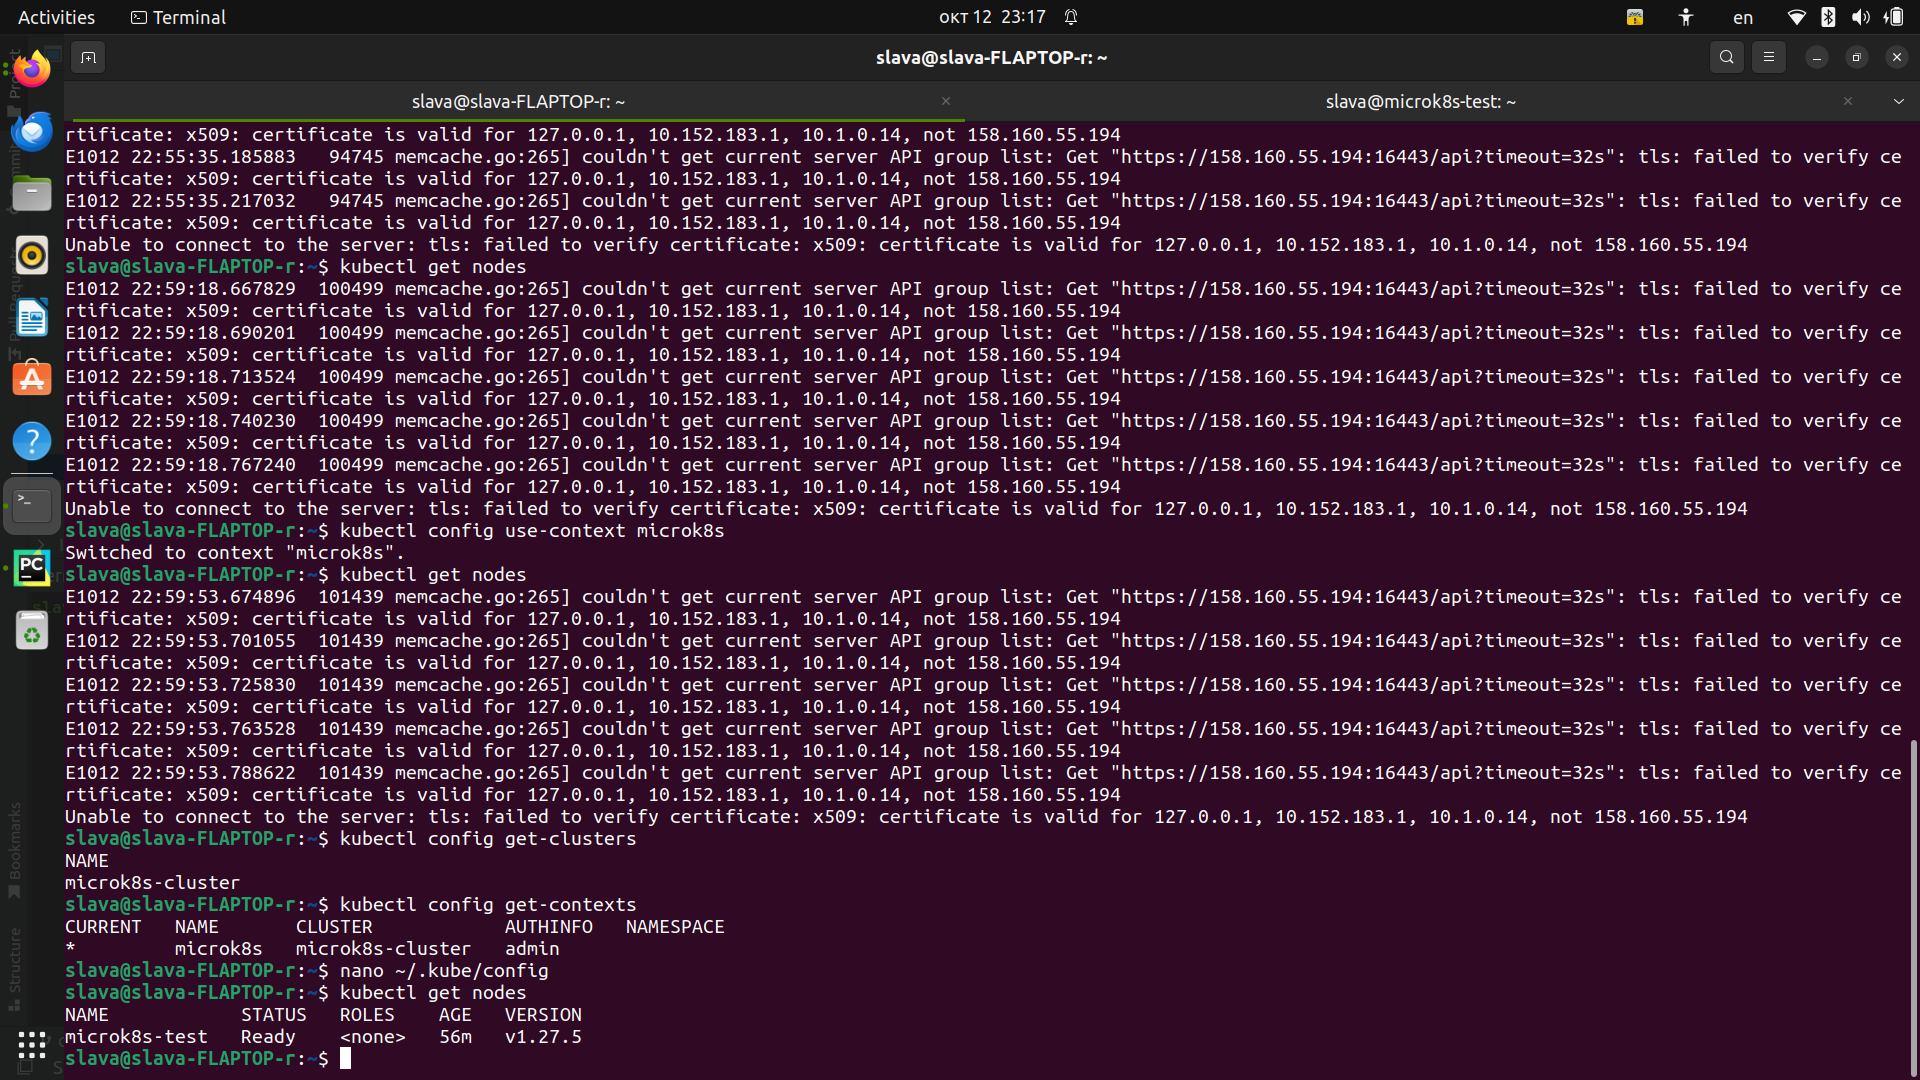 Activities
Terminal
окт 12 23:17
en
slava@slava-FLAPTOP-r: ~
slava@slava-FLAPTOP-r: ~
slava@microk8s-test: ~
rtificate: x509: certificate is valid for 127.0.0.1, 10.152.183.1, 10.1.0.14, not 158.160.55.194
E1012 22:55:35.185883   94745 memcache.go:265] couldn't get current server API group list: Get "https://158.160.55.194:16443/api?timeout=32s": tls: failed to verify ce
rtificate: x509: certificate is valid for 127.0.0.1, 10.152.183.1, 10.1.0.14, not 158.160.55.194
E1012 22:55:35.217032   94745 memcache.go:265] couldn't get current server API group list: Get "https://158.160.55.194:16443/api?timeout=32s": tls: failed to verify ce
rtificate: x509: certificate is valid for 127.0.0.1, 10.152.183.1, 10.1.0.14, not 158.160.55.194
Unable to connect to the server: tls: failed to verify certificate: x509: certificate is valid for 127.0.0.1, 10.152.183.1, 10.1.0.14, not 158.160.55.194
slava@slava-FLAPTOP-r:~$ kubectl get nodes
E1012 22:59:18.667829  100499 memcache.go:265] couldn't get current server API group list: Get "https://158.160.55.194:16443/api?timeout=32s": tls: failed to verify ce
rtificate: x509: certificate is valid for 127.0.0.1, 10.152.183.1, 10.1.0.14, not 158.160.55.194
E1012 22:59:18.690201  100499 memcache.go:265] couldn't get current server API group list: Get "https://158.160.55.194:16443/api?timeout=32s": tls: failed to verify ce
rtificate: x509: certificate is valid for 127.0.0.1, 10.152.183.1, 10.1.0.14, not 158.160.55.194
E1012 22:59:18.713524  100499 memcache.go:265] couldn't get current server API group list: Get "https://158.160.55.194:16443/api?timeout=32s": tls: failed to verify ce
rtificate: x509: certificate is valid for 127.0.0.1, 10.152.183.1, 10.1.0.14, not 158.160.55.194
E1012 22:59:18.740230  100499 memcache.go:265] couldn't get current server API group list: Get "https://158.160.55.194:16443/api?timeout=32s": tls: failed to verify ce
rtificate: x509: certificate is valid for 127.0.0.1, 10.152.183.1, 10.1.0.14, not 158.160.55.194
E1012 22:59:18.767240  100499 memcache.go:265] couldn't get current server API group list: Get "https://158.160.55.194:16443/api?timeout=32s": tls: failed to verify ce
rtificate: x509: certificate is valid for 127.0.0.1, 10.152.183.1, 10.1.0.14, not 158.160.55.194
Unable to connect to the server: tls: failed to verify certificate: x509: certificate is valid for 127.0.0.1, 10.152.183.1, 10.1.0.14, not 158.160.55.194
slava@slava-FLAPTOP-r:~$ kubectl config use-context microk8s
Switched to context "microk8s".
slava@slava-FLAPTOP-r:~$ kubectl get nodes
E1012 22:59:53.674896  101439 memcache.go:265] couldn't get current server API group list: Get "https://158.160.55.194:16443/api?timeout=32s": tls: failed to verify ce
rtificate: x509: certificate is valid for 127.0.0.1, 10.152.183.1, 10.1.0.14, not 158.160.55.194
E1012 22:59:53.701055  101439 memcache.go:265] couldn't get current server API group list: Get "https://158.160.55.194:16443/api?timeout=32s": tls: failed to verify ce
rtificate: x509: certificate is valid for 127.0.0.1, 10.152.183.1, 10.1.0.14, not 158.160.55.194
E1012 22:59:53.725830  101439 memcache.go:265] couldn't get current server API group list: Get "https://158.160.55.194:16443/api?timeout=32s": tls: failed to verify ce
rtificate: x509: certificate is valid for 127.0.0.1, 10.152.183.1, 10.1.0.14, not 158.160.55.194
E1012 22:59:53.763528  101439 memcache.go:265] couldn't get current server API group list: Get "https://158.160.55.194:16443/api?timeout=32s": tls: failed to verify ce
rtificate: x509: certificate is valid for 127.0.0.1, 10.152.183.1, 10.1.0.14, not 158.160.55.194
E1012 22:59:53.788622  101439 memcache.go:265] couldn't get current server API group list: Get "https://158.160.55.194:16443/api?timeout=32s": tls: failed to verify ce
rtificate: x509: certificate is valid for 127.0.0.1, 10.152.183.1, 10.1.0.14, not 158.160.55.194
Unable to connect to the server: tls: failed to verify certificate: x509: certificate is valid for 127.0.0.1, 10.152.183.1, 10.1.0.14, not 158.160.55.194
slava@slava-FLAPTOP-r:~$ kubectl config get-clusters
NAME
microk8s-cluster
slava@slava-FLAPTOP-r:~$ kubectl config get-contexts
CURRENT   NAME       CLUSTER            AUTHINFO   NAMESPACE
*         microk8s   microk8s-cluster   admin
slava@slava-FLAPTOP-r:~$ nano ~/.kube/config
slava@slava-FLAPTOP-r:~$ kubectl get nodes
NAME            STATUS   ROLES    AGE   VERSION
microk8s-test   Ready    <none>   56m   v1.27.5
slava@slava-FLAPTOP-r:~$
PC
Project
Pull Requests
Bookmarks
Structure